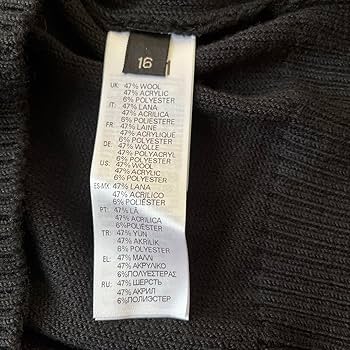 16
UK: 47% WOOL
47% ACRYLIC
6% POLYESTER
IT: 47% LANA
47% ACRILICA
6% POLIESTERE
FR: 47% LAINE
47% ACRYLIQUE
6% POLYESTER
DE: 47% WOLLE
47% POLYACRYL
6% POLYESTER
US: 47% WOOL
47% ACRYLIC
6% POLYESTER
ES-MX: 47% LANA
47% ACRILICO
6% POLIÉSTER
PT: 47% LÃ
47% ACRILICA
6% POLIÉSTER
TR: 47% YÜN
47% AKRILIK
6% POLYESTER
EL: 47% ΜΑΛΛΙ
47% ΑΚΡΥΛΙΚΟ
6% ΠΟΛΥΕΣΤΕΡΑΣ
RU: 47% ШЕРСТЬ
47% АКРИЛ
6% ПОЛИЭСТЕР